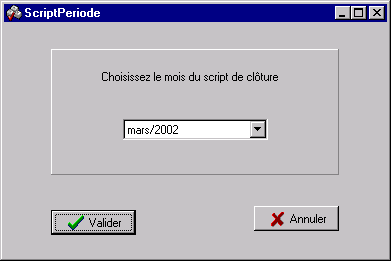 ScriptPeriode
Choisissez le mois du script de clôture
mars/2002
Valider
Annuler